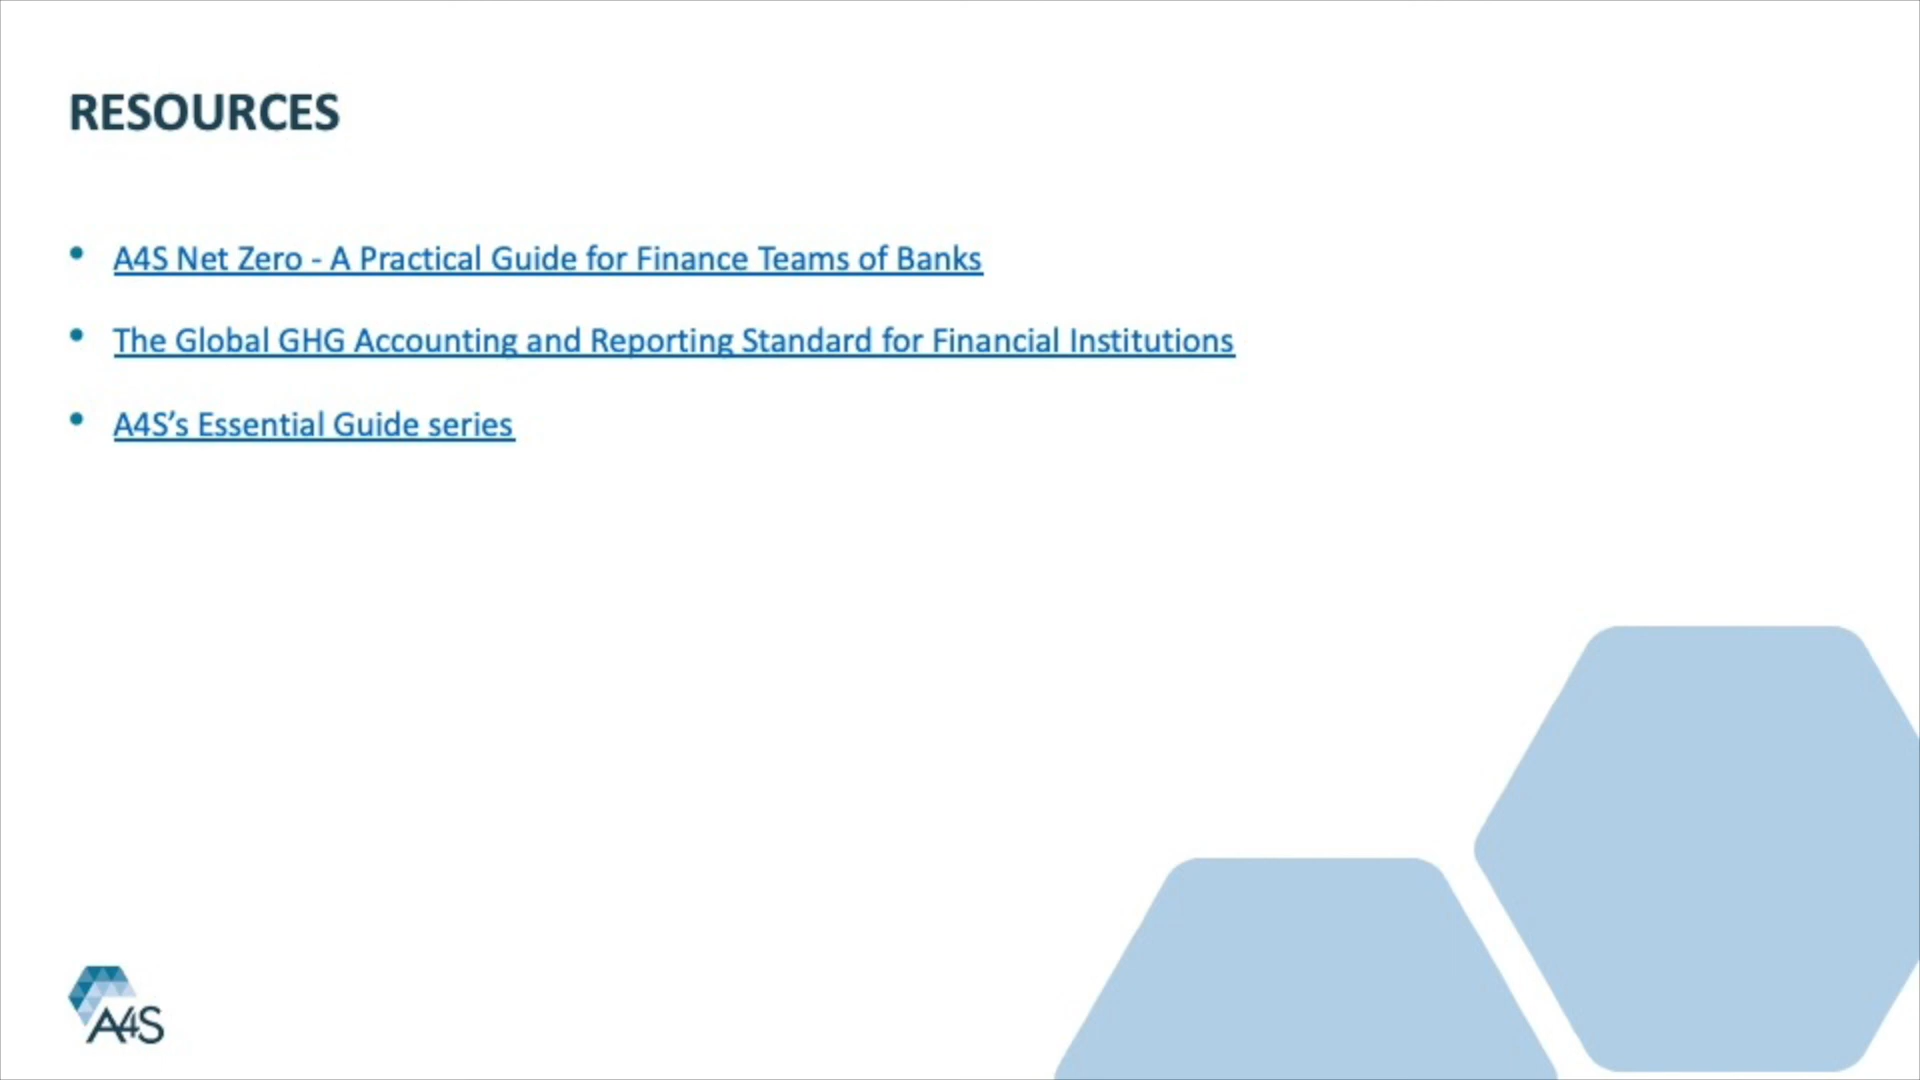 RESOURCES
• A4S Net Zero - A Practical Guide for Finance Teams of Banks
• The Global GHG Accounting and Reporting Standard for Financial Institutions
• A4S’s Essential Guide series
A4S